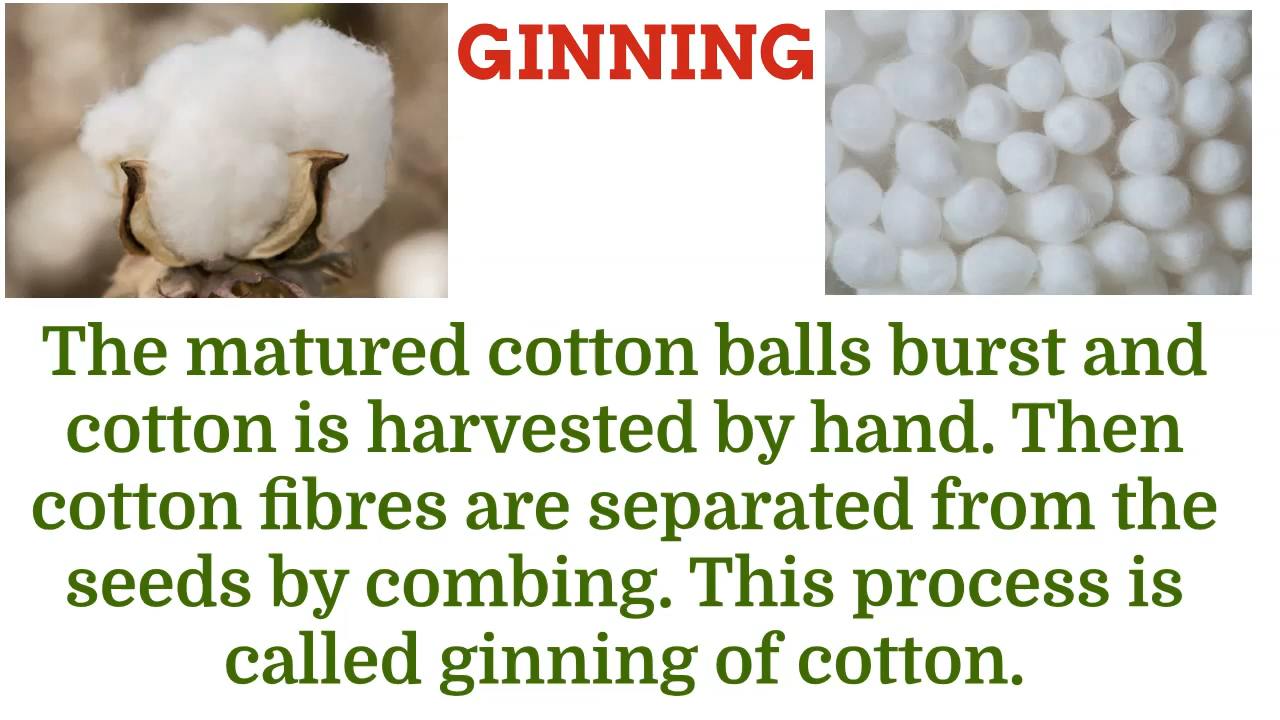 GINNING
The matured cotton balls burst and
cotton is harvested by hand. Then
cotton fibres are separated from the
seeds by combing. This process is
called ginning of cotton.